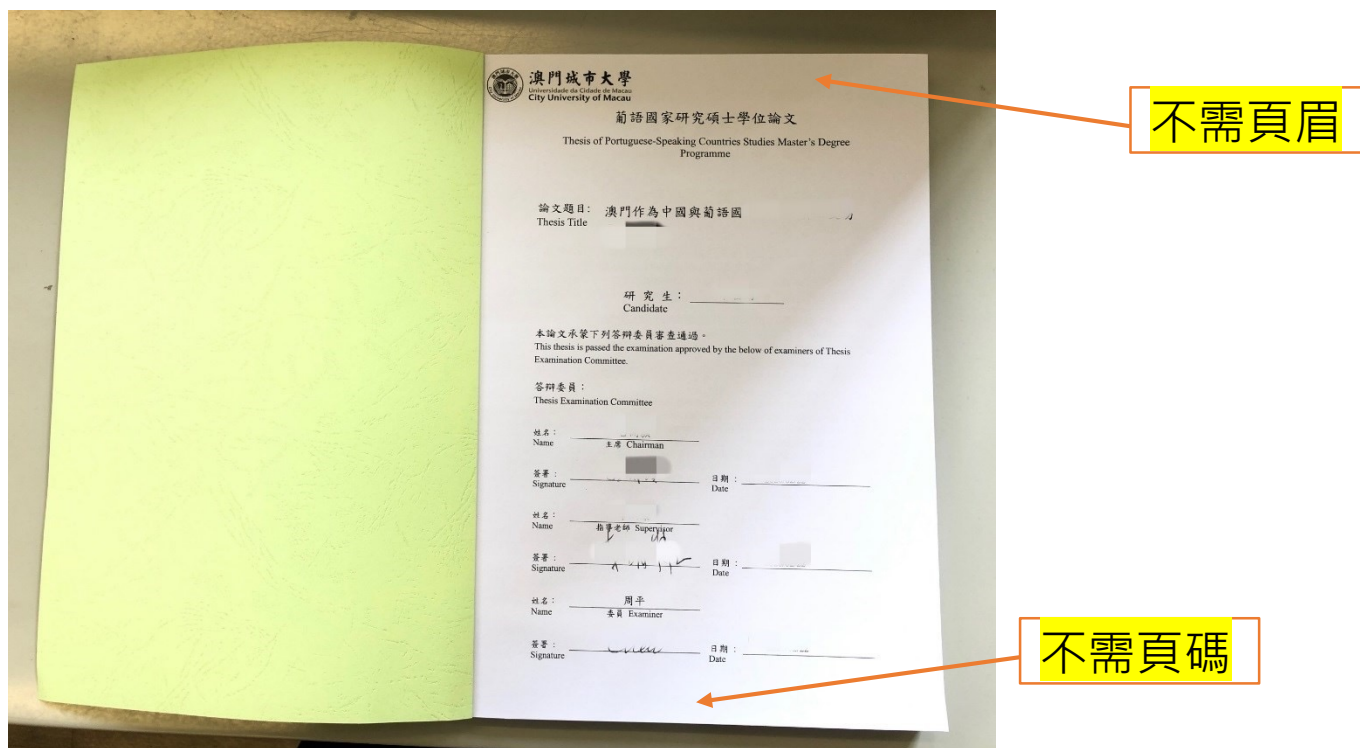 澳門城市大學
Universidade da Cidade de Macau
City University of Macau
不需頁眉
葡語國家研究碩士學位論文
Thesis of Portuguese-Speaking Countries Studies Master's Degree
Programme
論文題目: 澳門作為中國與葡語國
Thesis Title
研究生:
Candidate
本論文承蒙下列答辯委員審查通過。
This thesis is passed the examination approved by the below of examiners of Thesis
Examination Committee.
答辯委員:
Thesis Examination Committee
姓名:
Name
主席 Chairman
簽署:
Signature
日期:
Date
姓名:
Name
指導老師 Supervisor
簽署:
Signature
日期:
Date
姓名: 周平
Name
委員 Examiner
簽署:
Signature
日期:
Date
不需頁碼